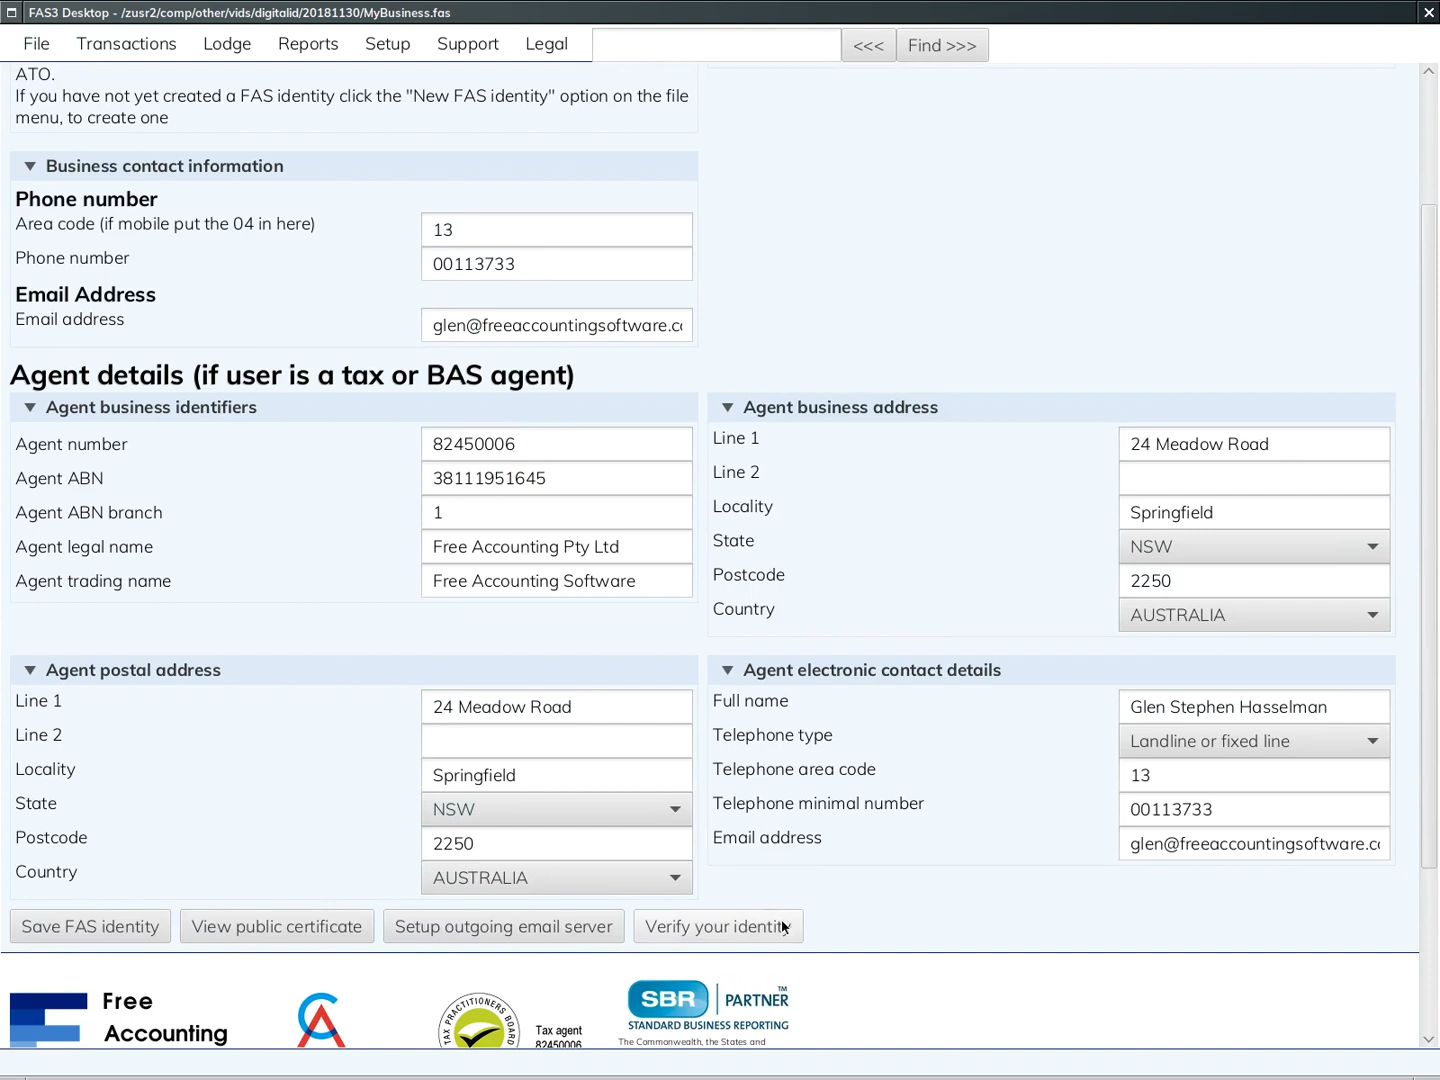 FAS3 Desktop - /zusr2/comp/other/vids/digitalid/20181130/MyBusiness.fas
File Transactions Lodge Reports Setup Support Legal <<< Find >>>
ATO.
If you have not yet created a FAS identity click the "New FAS identity" option on the file
menu, to create one
Business contact information
Phone number
Area code (if mobile put the 04 in here) 13
Phone number 00113733
Email Address
Email address glen@freeaccountingsoftware.co
Agent details (if user is a tax or BAS agent)
Agent business identifiers
Agent number 82450006
Agent ABN 38111951645
Agent ABN branch 1
Agent legal name Free Accounting Pty Ltd
Agent trading name Free Accounting Software
Agent business address
Line 1 24 Meadow Road
Line 2
Locality Springfield
State NSW
Postcode 2250
Country AUSTRALIA
Agent postal address
Line 1 24 Meadow Road
Line 2
Locality Springfield
State NSW
Postcode 2250
Country AUSTRALIA
Agent electronic contact details
Full name Glen Stephen Hasselman
Telephone type Landline or fixed line
Telephone area code 13
Telephone minimal number 00113733
Email address glen@freeaccountingsoftware.co
Save FAS identity View public certificate Setup outgoing email server Verify your identity
Free
Accounting
TAX PRACTITIONERS BOARD
Tax agent
82450006
SBR PARTNER™
STANDARD BUSINESS REPORTING
The Commonwealth, the States and